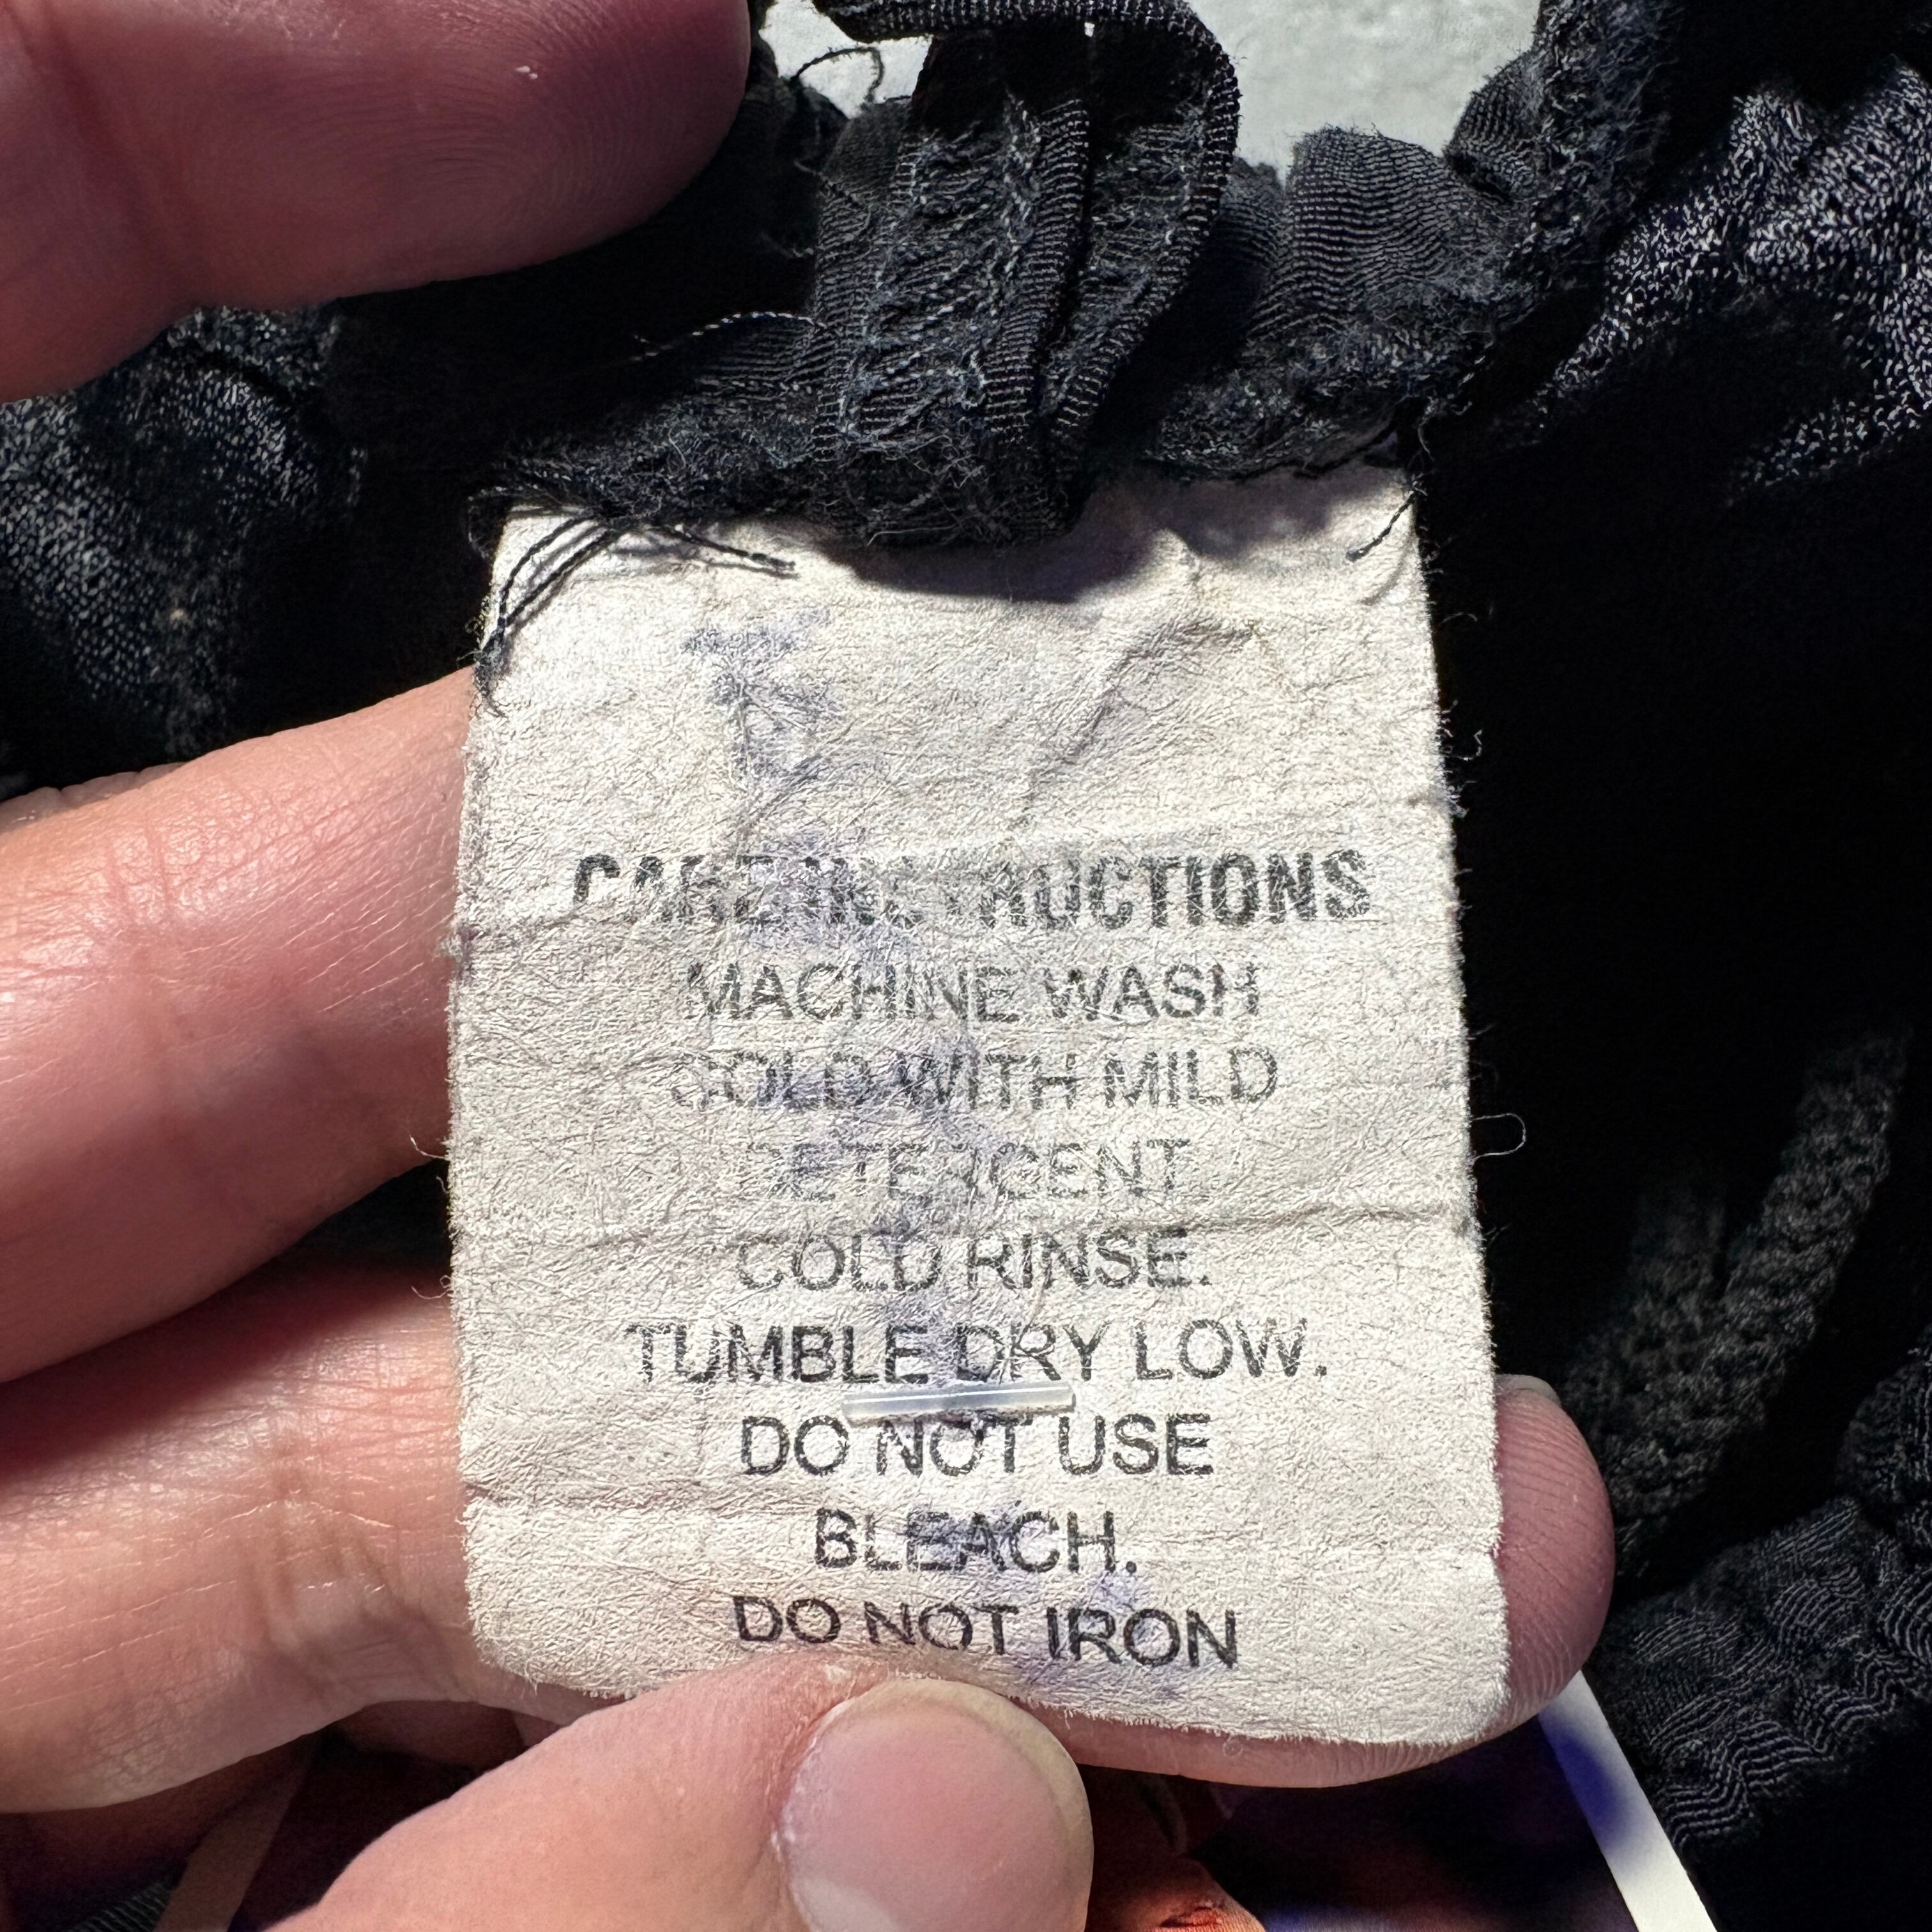 CARE INSTRUCTIONS
MACHINE WASH
COLD WITH MILD
DETERGENT
COLD RINSE.
TUMBLE DRY LOW.
DO NOT USE
BLEACH.
DO NOT IRON